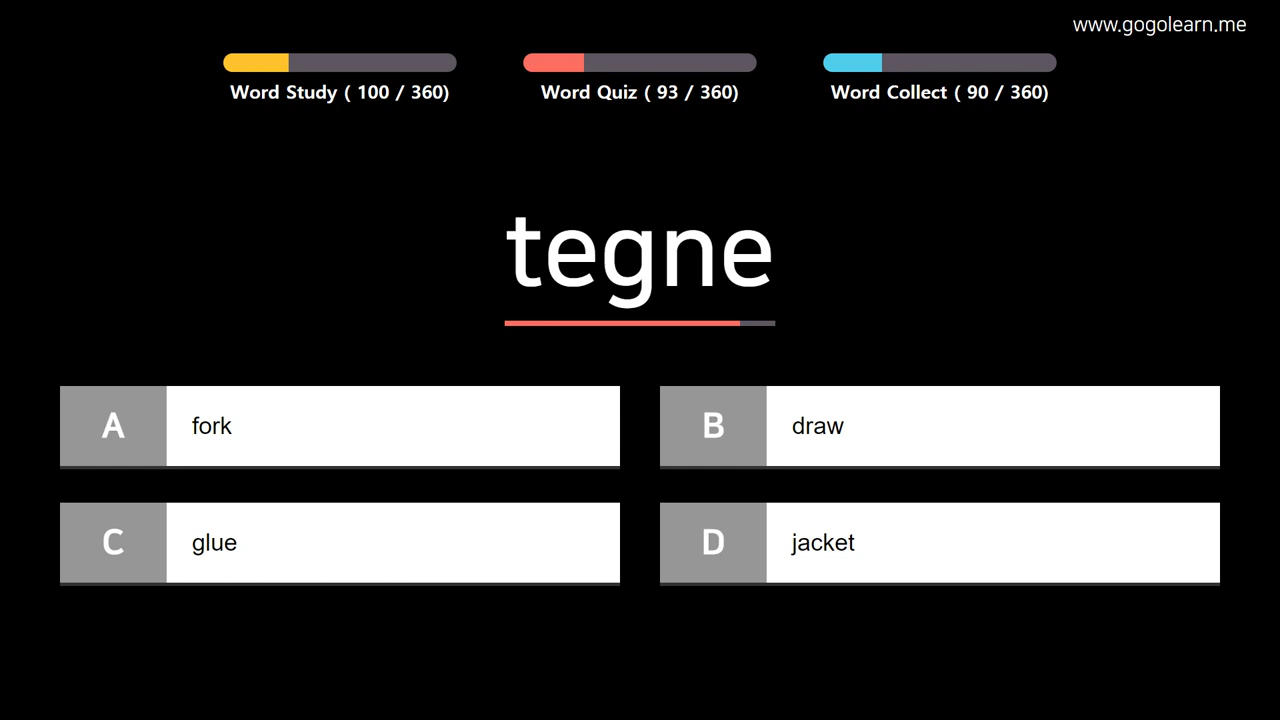 www.gogolearn.me
Word Study ( 100 / 360)
Word Quiz ( 93 / 360)
Word Collect ( 90 / 360)
tegne
A fork
B draw
C glue
D jacket